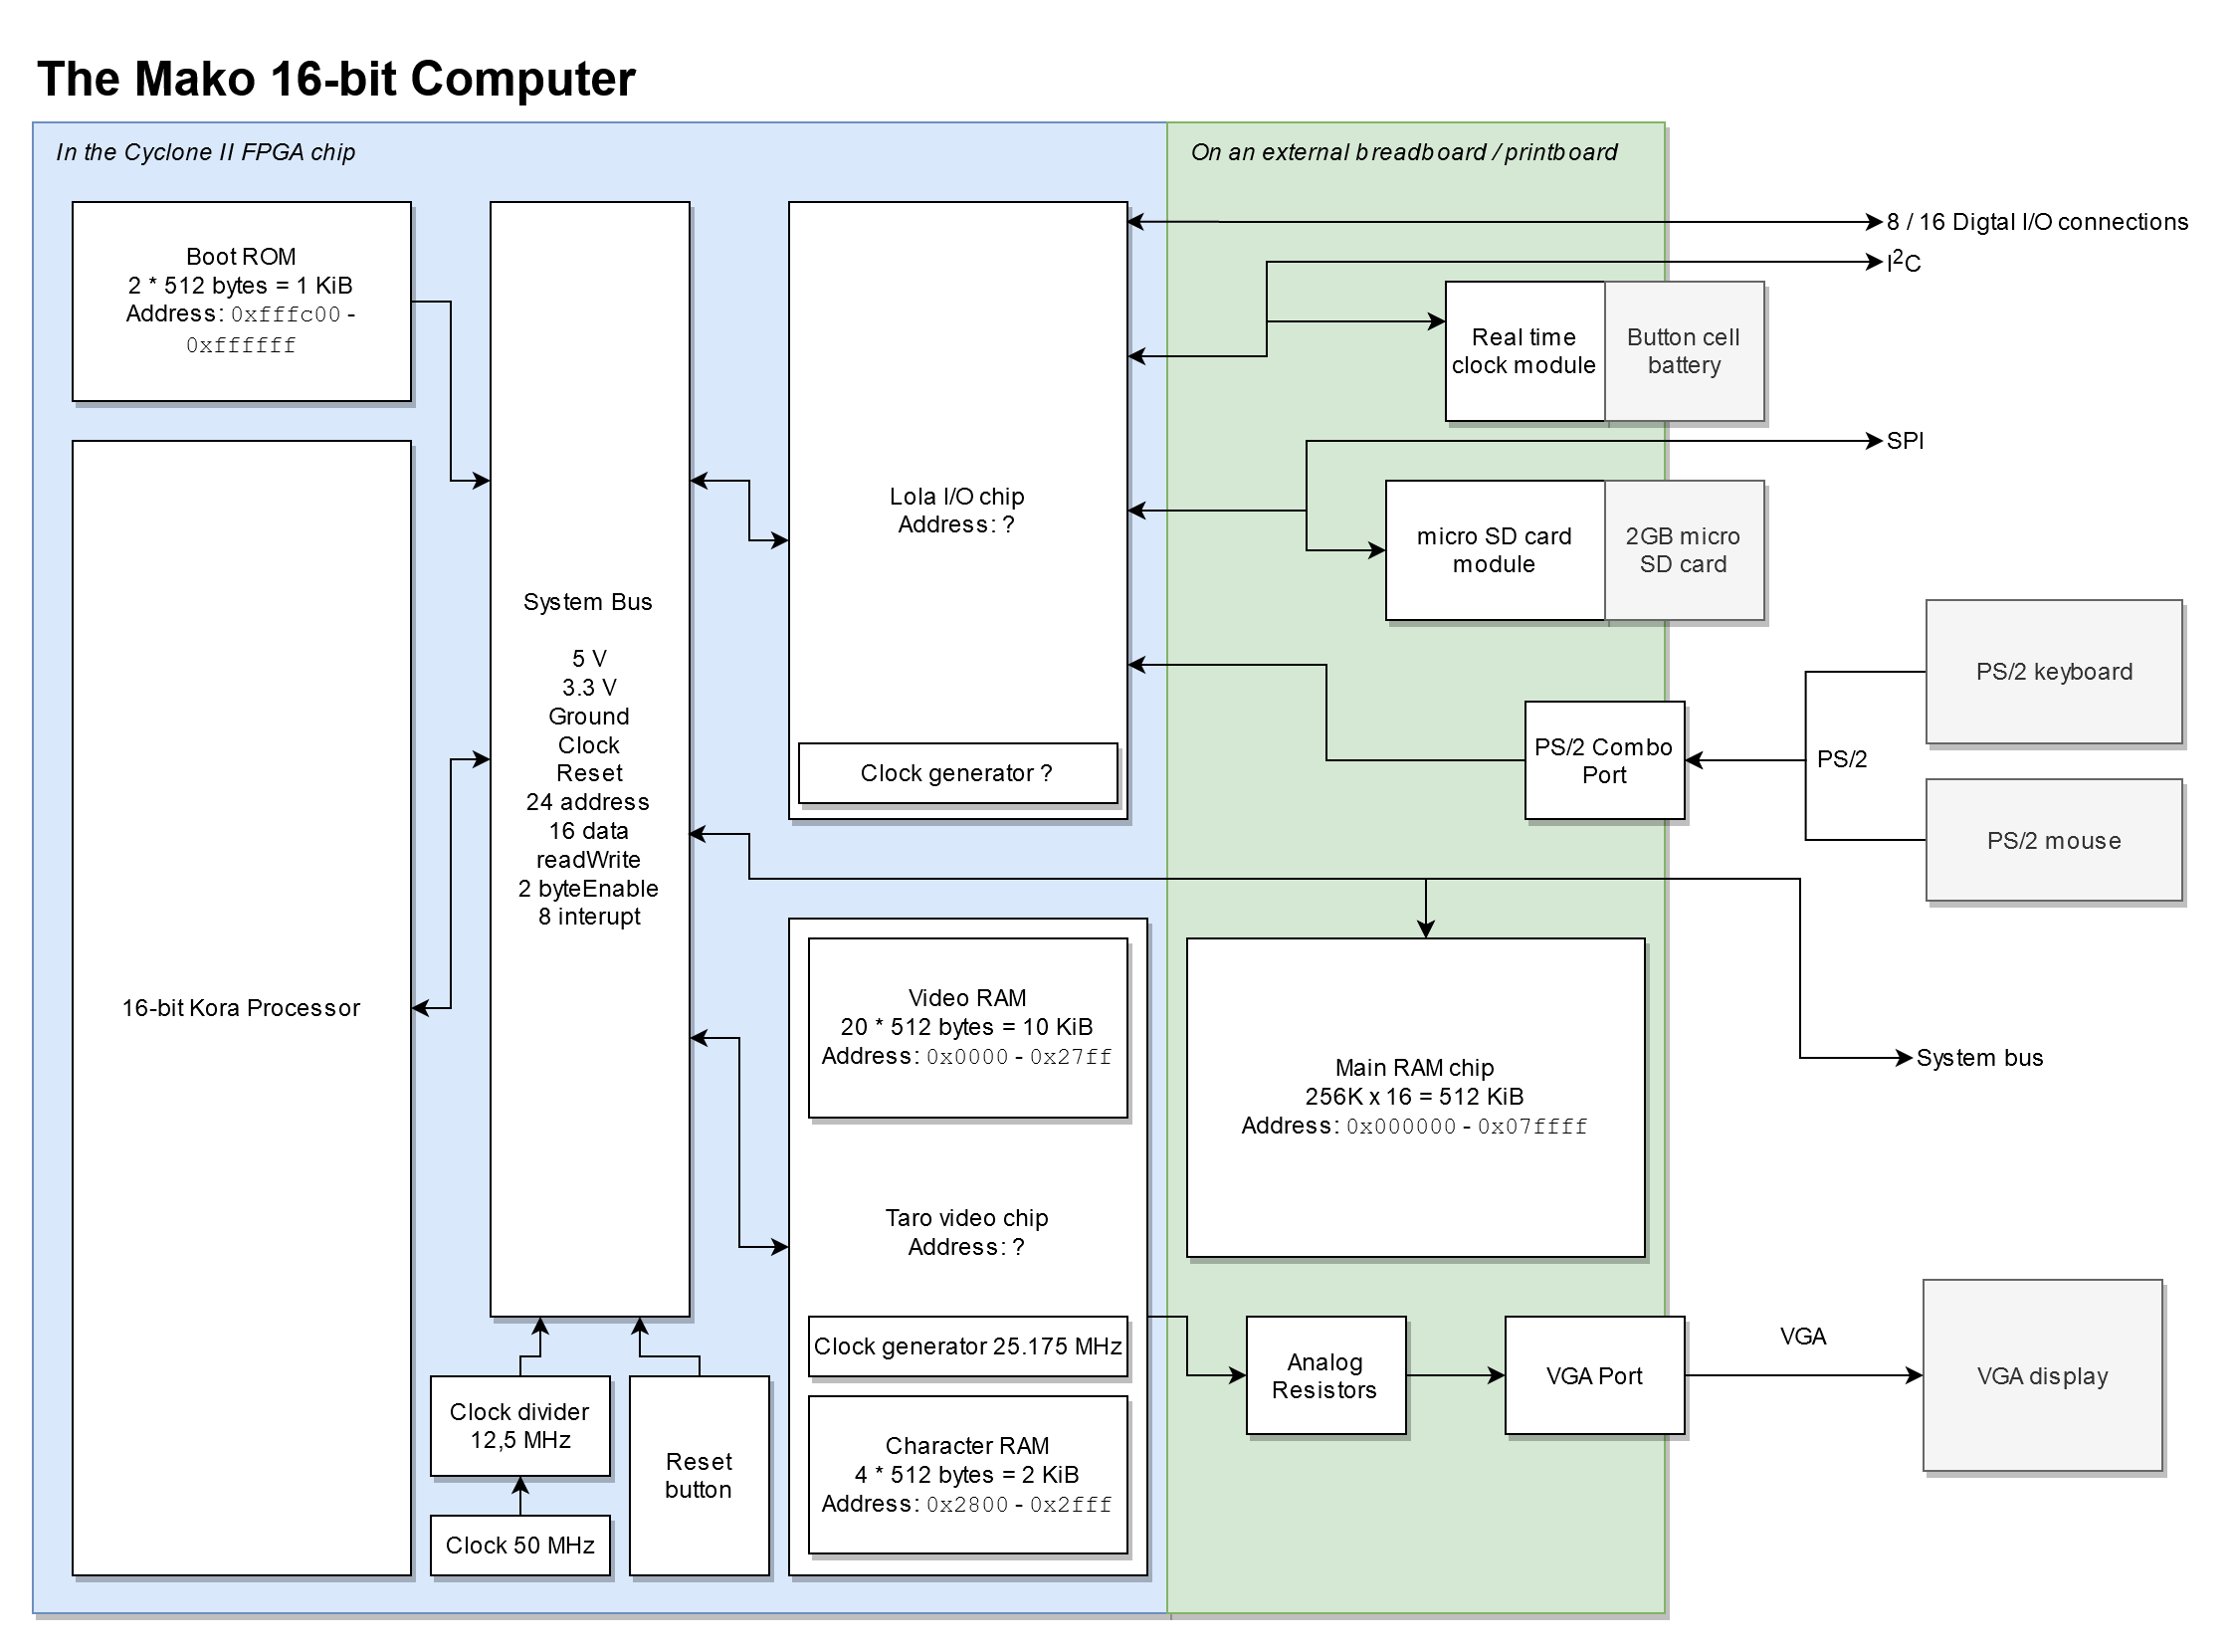 The Mako 16-bit Computer
In the Cyclone II FPGA chip
On an external breadboard / printboard
Boot ROM
2 * 512 bytes = 1 KiB
Address: 0xfffc00 -
0xffffff
16-bit Kora Processor
System Bus
5 V
3.3 V
Ground
Clock
Reset
24 address
16 data
readWrite
2 byteEnable
8 interupt
Clock divider
12,5 MHz
Clock 50 MHz
Reset
button
Lola I/O chip
Address: ?
Clock generator ?
Video RAM
20 * 512 bytes = 10 KiB
Address: 0x0000 - 0x27ff
Taro video chip
Address: ?
Clock generator 25.175 MHz
Character RAM
4 * 512 bytes = 2 KiB
Address: 0x2800 - 0x2fff
8 / 16 Digtal I/O connections
I²C
Real time
clock module
Button cell
battery
SPI
micro SD card
module
2GB micro
SD card
PS/2 Combo
Port
PS/2
PS/2 keyboard
PS/2 mouse
Main RAM chip
256K x 16 = 512 KiB
Address: 0x000000 - 0x07ffff
System bus
Analog
Resistors
VGA Port
VGA
VGA display